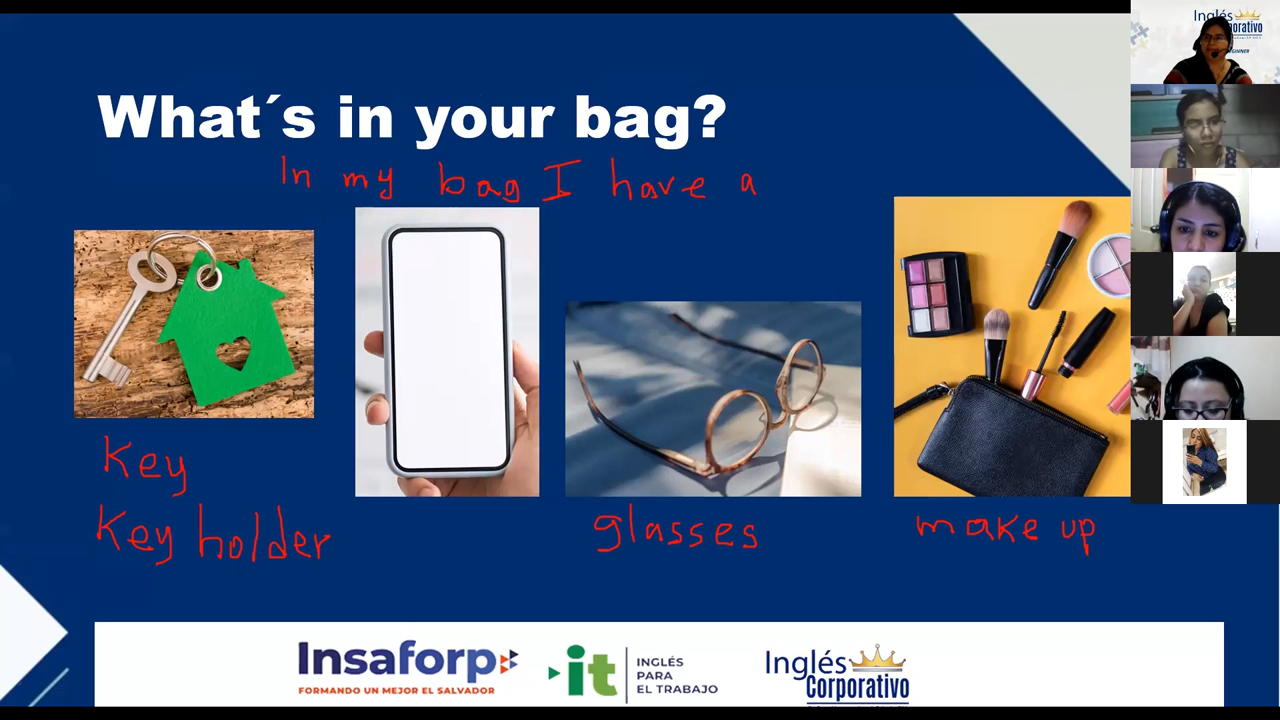 What´s in your bag?
In my bag I have a
Key
Key holder
glasses
make up
Insaforp
FORMANDO UN MEJOR EL SALVADOR
it
INGLÉS
PARA
EL TRABAJO
Inglés
Corporativo
Inglés